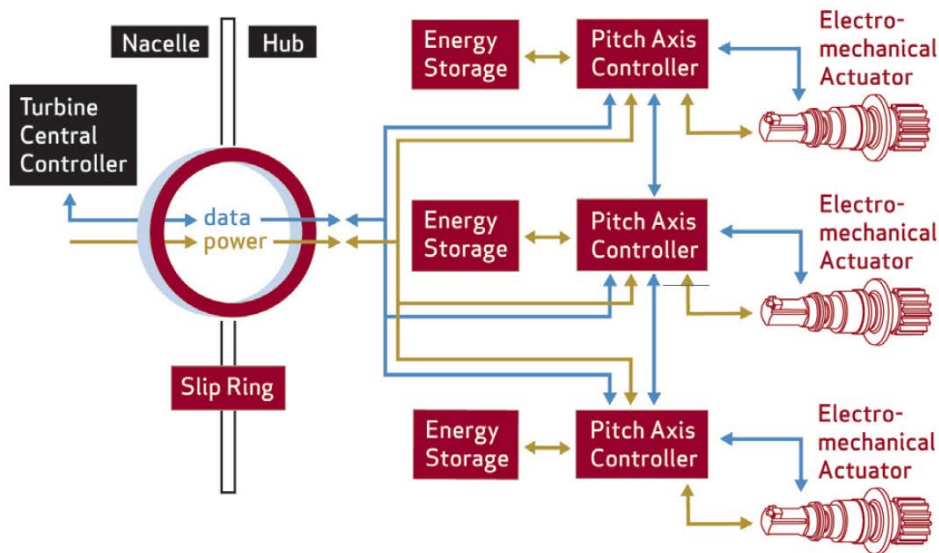 Nacelle
Hub
Turbine
Central
Controller
data
power
Slip Ring
Energy
Storage
Pitch Axis
Controller
Electro-
mechanical
Actuator
Energy
Storage
Pitch Axis
Controller
Electro-
mechanical
Actuator
Energy
Storage
Pitch Axis
Controller
Electro-
mechanical
Actuator